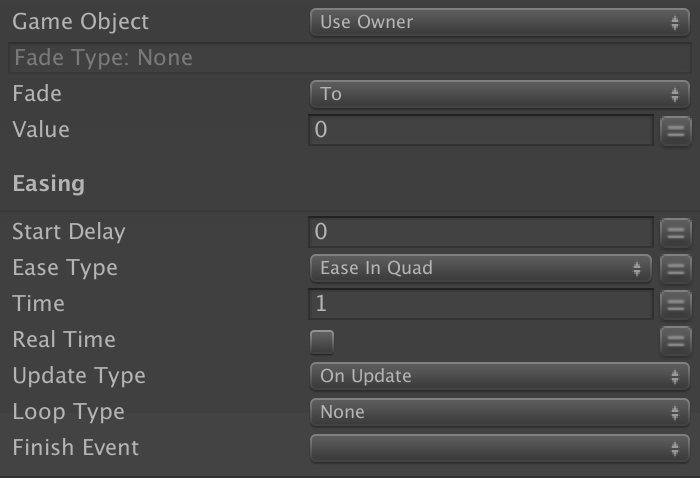 Game Object Use Owner
Fade Type: None
Fade To
Value 0
Easing
Start Delay 0
Ease Type Ease In Quad
Time 1
Real Time
Update Type On Update
Loop Type None
Finish Event